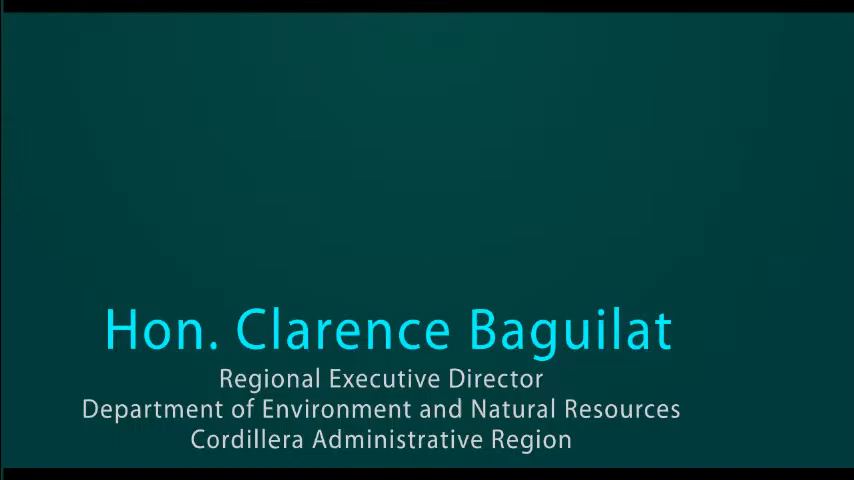 Hon. Clarence Baguilat
Regional Executive Director
Department of Environment and Natural Resources
Cordillera Administrative Region